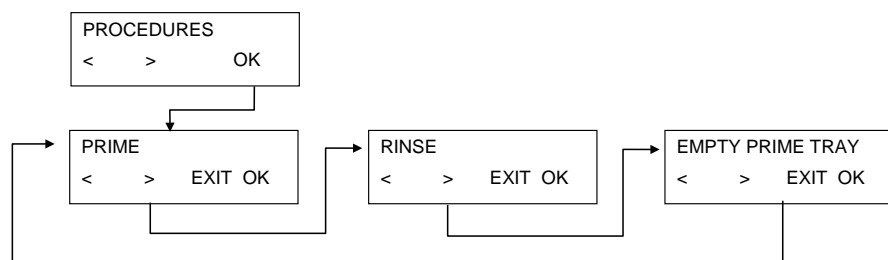 PROCEDURES
< > OK
PRIME
< > EXIT OK
RINSE
< > EXIT OK
EMPTY PRIME TRAY
< > EXIT OK